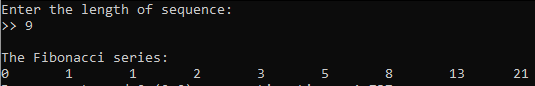 Enter the length of sequence:
>> 9
The Fibonacci series:
0 1 1 2 3 5 8 13 21